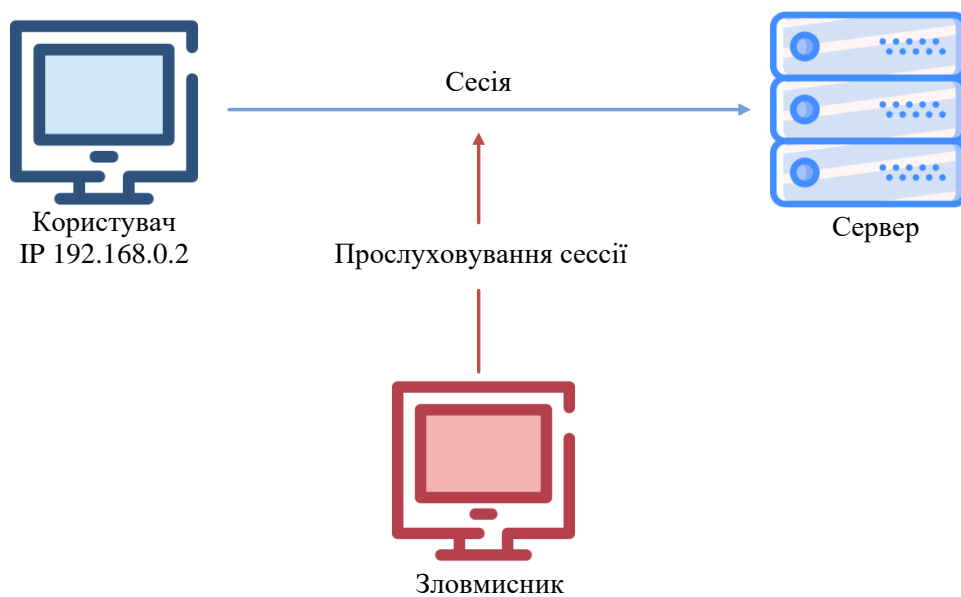 Сесія
Користувач
IP 192.168.0.2
Сервер
Прослуховування сессії
Зловмисник